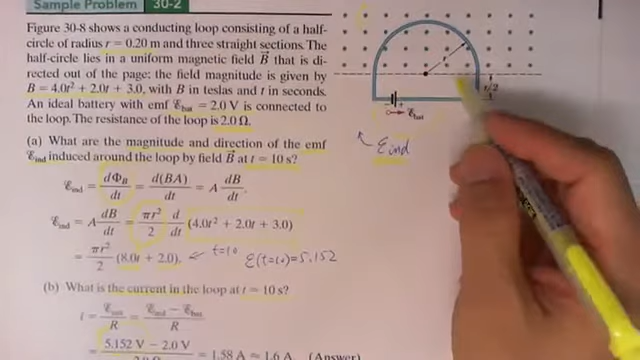 Sample Problem 30-2
Figure 30-8 shows a conducting loop consisting of a half-
circle of radius r = 0.20 m and three straight sections. The
half-circle lies in a uniform magnetic field B⃗ that is di-
rected out of the page; the field magnitude is given by
B = 4.0t² + 2.0t + 3.0, with B in teslas and t in seconds.
An ideal battery with emf ℰbat = 2.0 V is connected to
the loop. The resistance of the loop is 2.0 Ω.
(a) What are the magnitude and direction of the emf
ℰind induced around the loop by field B⃗ at t = 10 s?
ℰind = dΦB/dt = d(BA)/dt = A dB/dt.
ℰind = A dB/dt = πr²/2 d/dt (4.0t² + 2.0t + 3.0)
= πr²/2 (8.0t + 2.0). ← t=10 ℰ(t=10)=5.152
(b) What is the current in the loop at t = 10 s?
i = ℰnet/R = ℰind − ℰbat/R
= 5.152 V − 2.0 V/2.0 Ω = 1.58 A ≈ 1.6 A. (Answer)
r
r/2
− +
ℰbat
ℰind